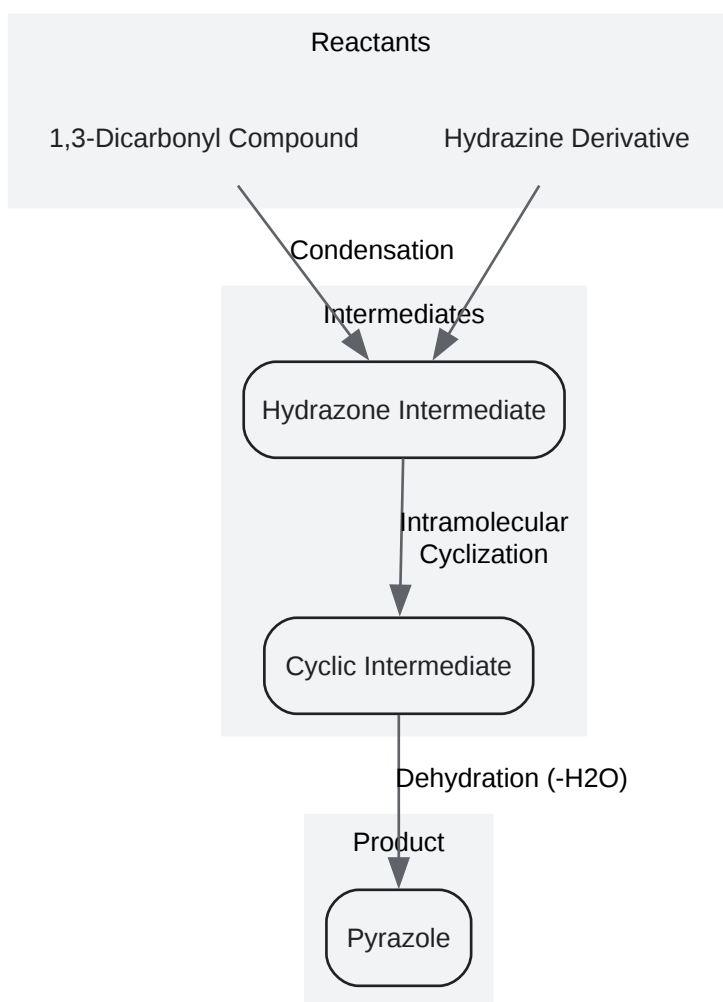 Reactants
1,3-Dicarbonyl Compound
Hydrazine Derivative
Condensation
Intermediates
Hydrazone Intermediate
Intramolecular
Cyclization
Cyclic Intermediate
Dehydration (-H2O)
Product
Pyrazole